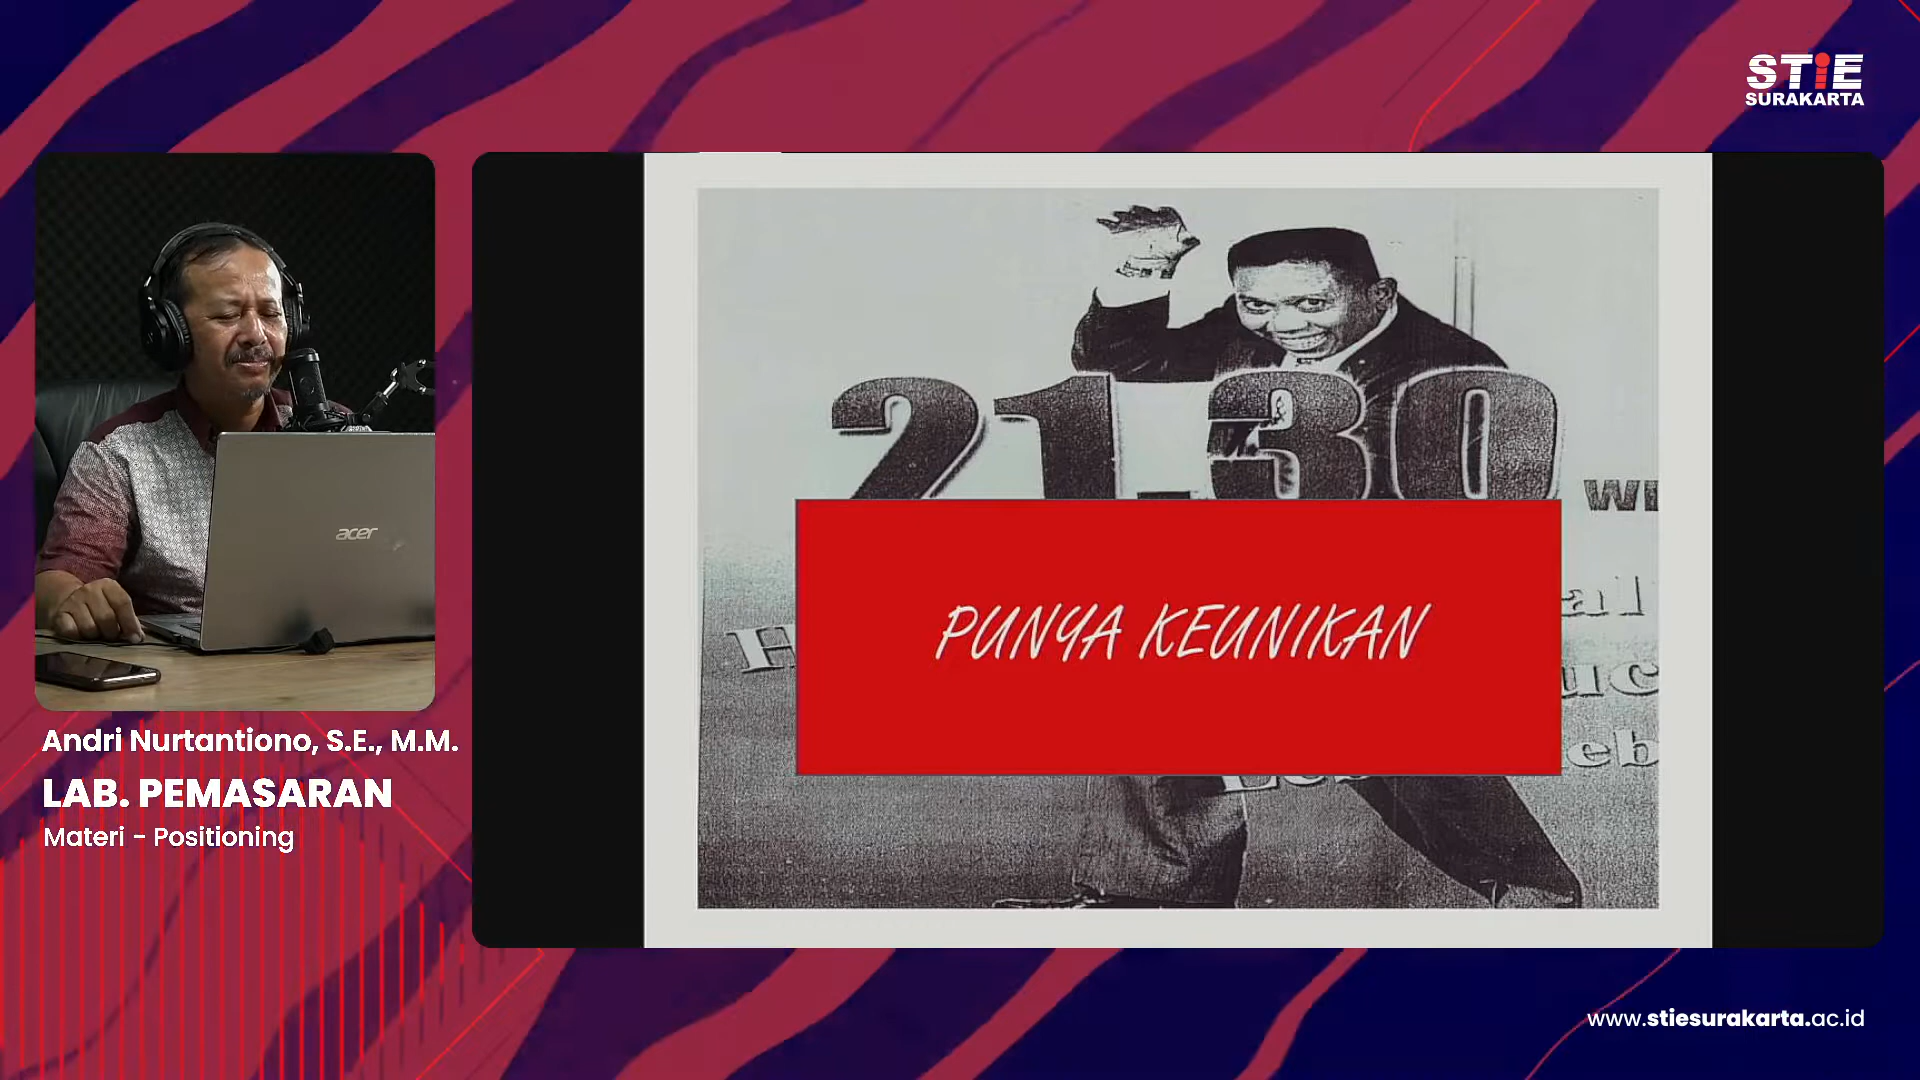 STiE
SURAKARTA
acer
21.30
PUNYA KEUNIKAN
Andri Nurtantiono, S.E., M.M.
LAB. PEMASARAN
Materi - Positioning
www.stiesurakarta.ac.id